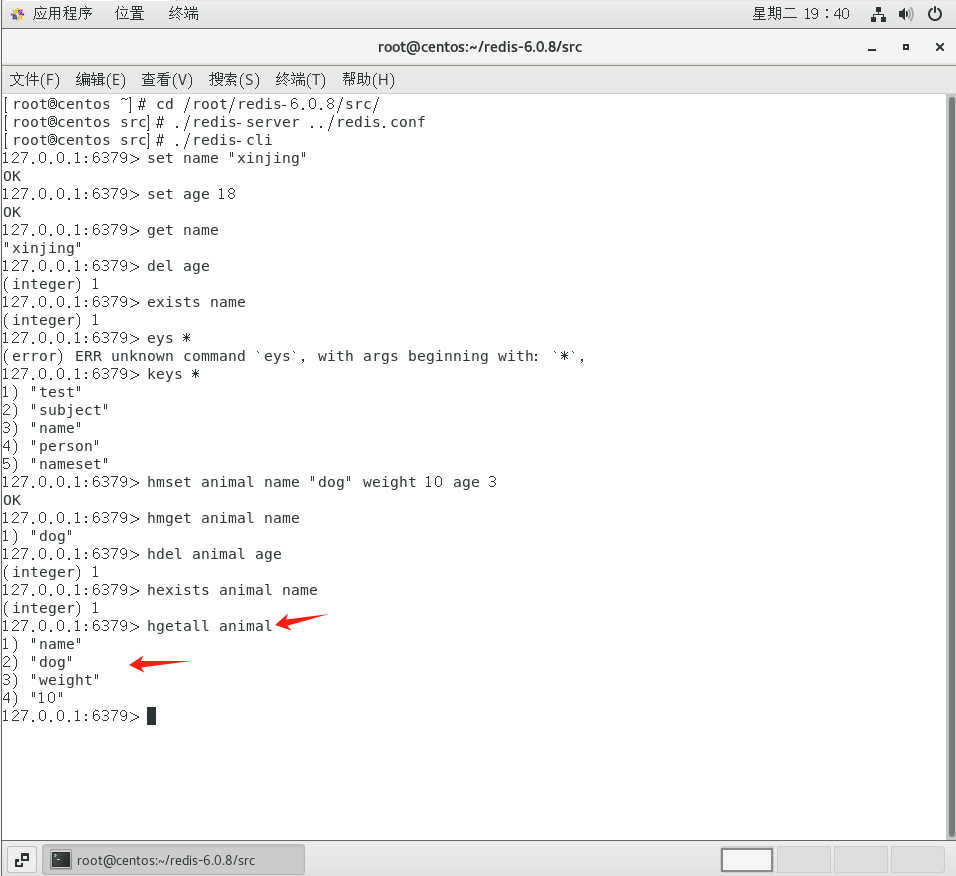 应用程序 位置 终端 星期二 19：40
root@centos:~/redis-6.0.8/src
文件(F) 编辑(E) 查看(V) 搜索(S) 终端(T) 帮助(H)
[root@centos ~]# cd /root/redis-6.0.8/src/
[root@centos src]# ./redis-server ../redis.conf
[root@centos src]# ./redis-cli
127.0.0.1:6379> set name "xinjing"
OK
127.0.0.1:6379> set age 18
OK
127.0.0.1:6379> get name
"xinjing"
127.0.0.1:6379> del age
(integer) 1
127.0.0.1:6379> exists name
(integer) 1
127.0.0.1:6379> eys *
(error) ERR unknown command `eys`, with args beginning with: `*`,
127.0.0.1:6379> keys *
1) "test"
2) "subject"
3) "name"
4) "person"
5) "nameset"
127.0.0.1:6379> hmset animal name "dog" weight 10 age 3
OK
127.0.0.1:6379> hmget animal name
1) "dog"
127.0.0.1:6379> hdel animal age
(integer) 1
127.0.0.1:6379> hexists animal name
(integer) 1
127.0.0.1:6379> hgetall animal
1) "name"
2) "dog"
3) "weight"
4) "10"
127.0.0.1:6379>
root@centos:~/redis-6.0.8/src